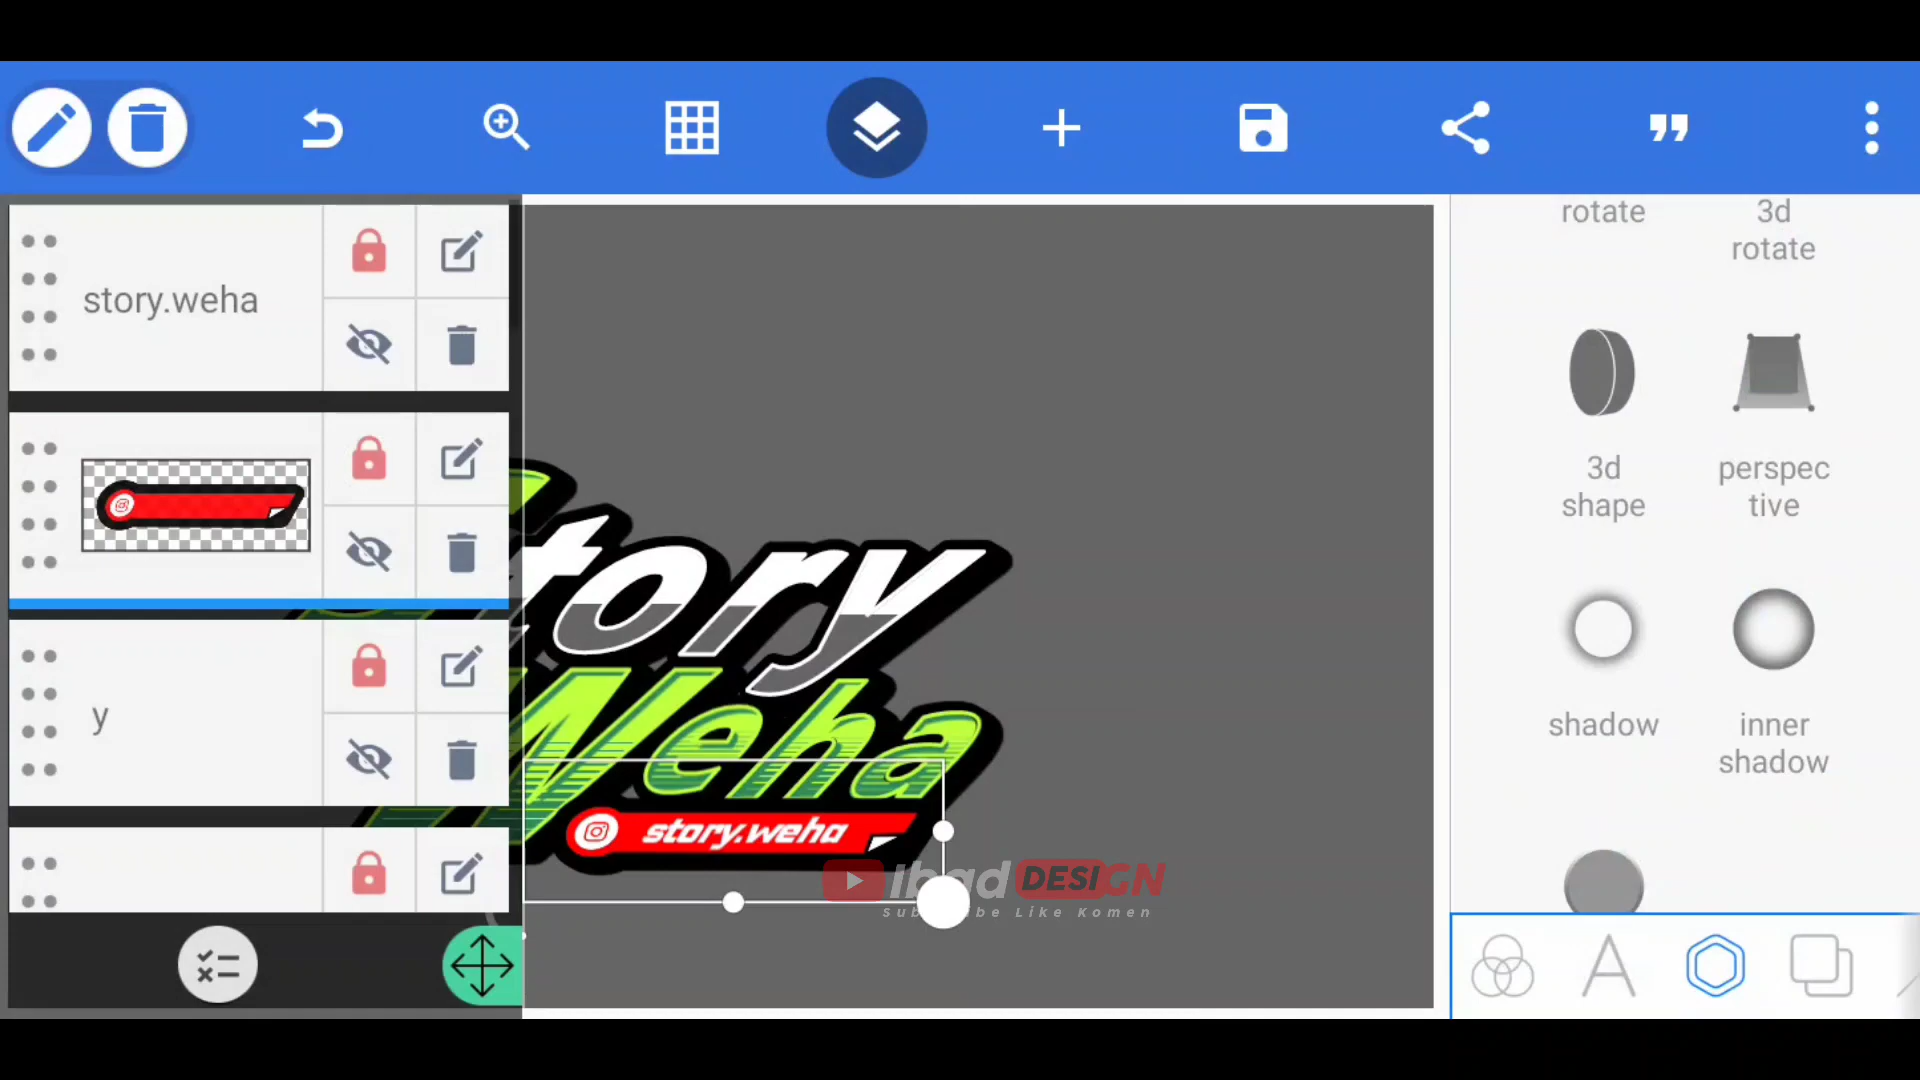 rotate
3d
rotate
story.weha
3d
shape
perspec
tive
Story
y
Weha
shadow
inner
shadow
story.weha
Ibad DESIGN
Subscribe Like Komen